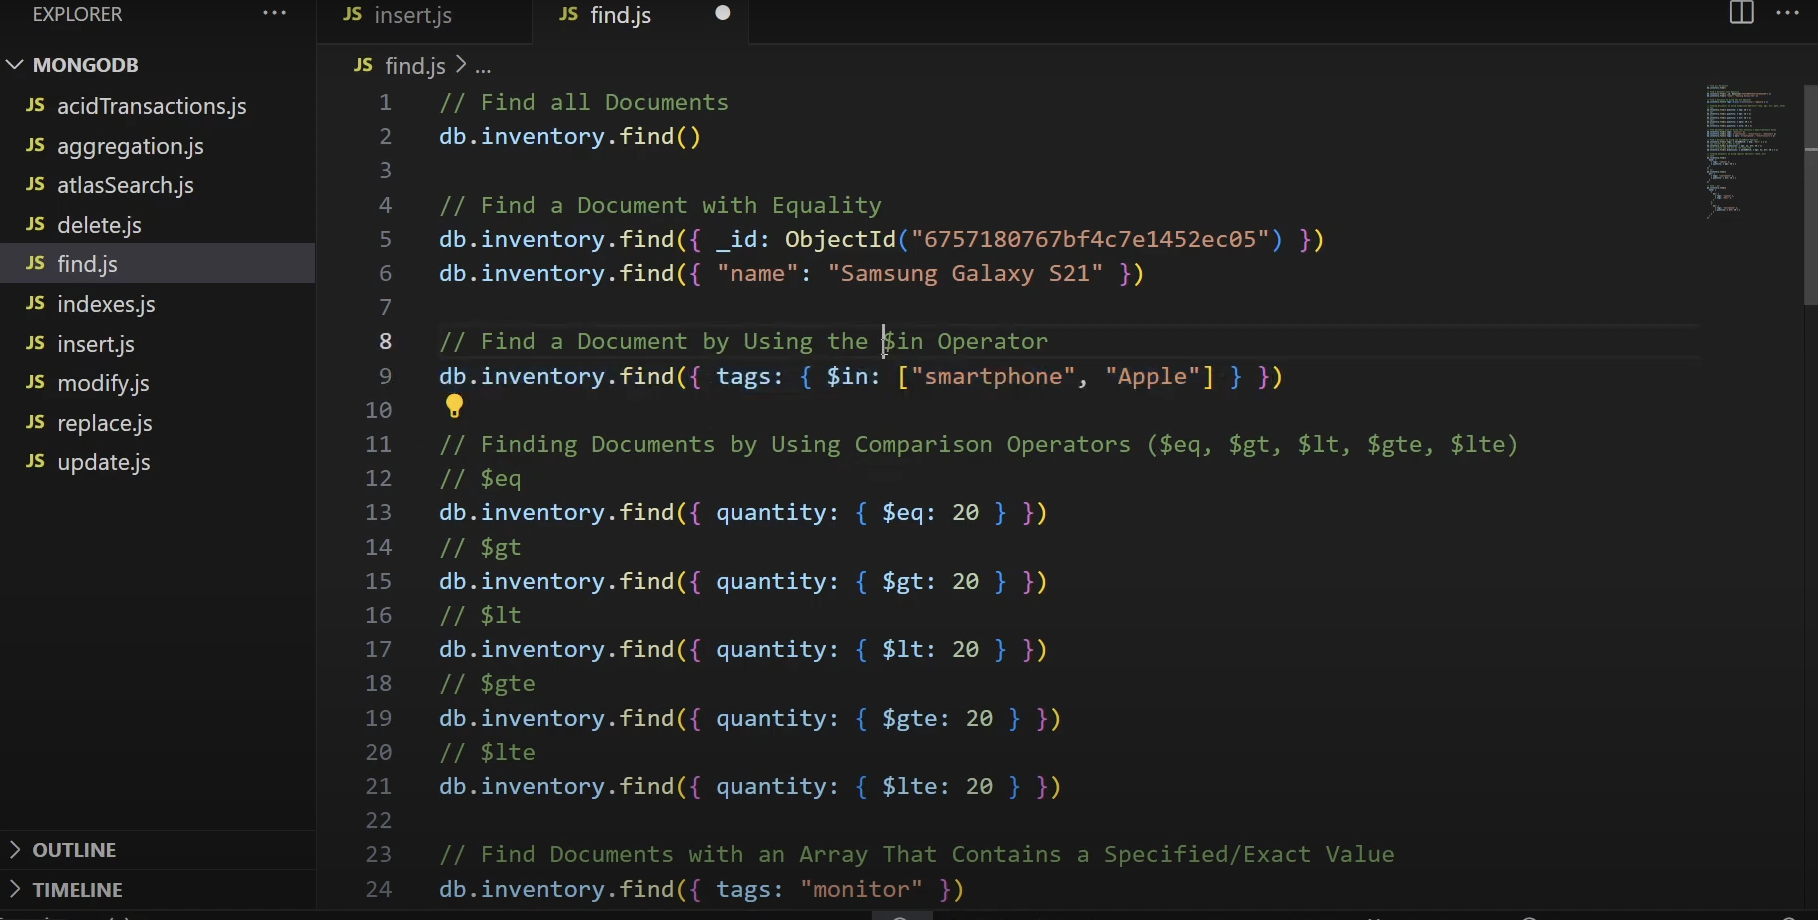 EXPLORER
MONGODB
JS acidTransactions.js
JS aggregation.js
JS atlasSearch.js
JS delete.js
JS find.js
JS indexes.js
JS insert.js
JS modify.js
JS replace.js
JS update.js
OUTLINE
TIMELINE
JS insert.js
JS find.js
JS find.js > ...
1 // Find all Documents
2 db.inventory.find()
3
4 // Find a Document with Equality
5 db.inventory.find({ _id: ObjectId("6757180767bf4c7e1452ec05") })
6 db.inventory.find({ "name": "Samsung Galaxy S21" })
7
8 // Find a Document by Using the $in Operator
9 db.inventory.find({ tags: { $in: ["smartphone", "Apple"] } })
10
11 // Finding Documents by Using Comparison Operators ($eq, $gt, $lt, $gte, $lte)
12 // $eq
13 db.inventory.find({ quantity: { $eq: 20 } })
14 // $gt
15 db.inventory.find({ quantity: { $gt: 20 } })
16 // $lt
17 db.inventory.find({ quantity: { $lt: 20 } })
18 // $gte
19 db.inventory.find({ quantity: { $gte: 20 } })
20 // $lte
21 db.inventory.find({ quantity: { $lte: 20 } })
22
23 // Find Documents with an Array That Contains a Specified/Exact Value
24 db.inventory.find({ tags: "monitor" })